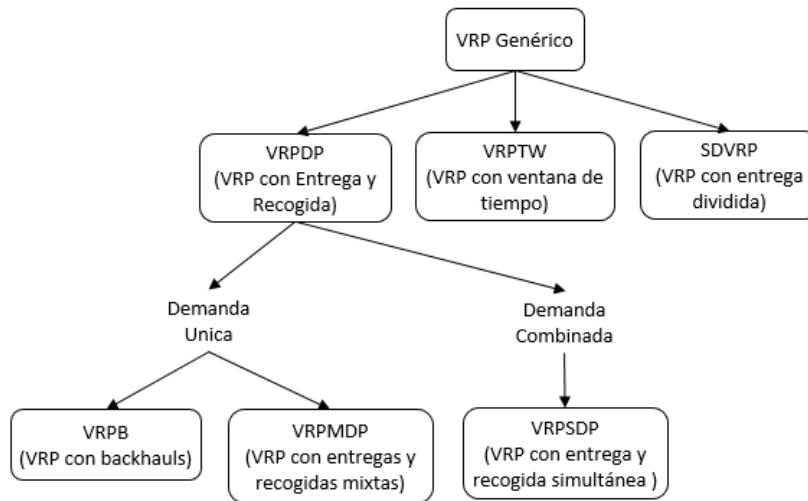 VRP Genérico
VRPDP
(VRP con Entrega y
Recogida)
VRPTW
(VRP con ventana de
tiempo)
SDVRP
(VRP con entrega
dividida)
Demanda
Unica
Demanda
Combinada
VRPB
(VRP con backhauls)
VRPMDP
(VRP con entregas y
recogidas mixtas)
VRPSDP
(VRP con entrega y
recogida simultánea )